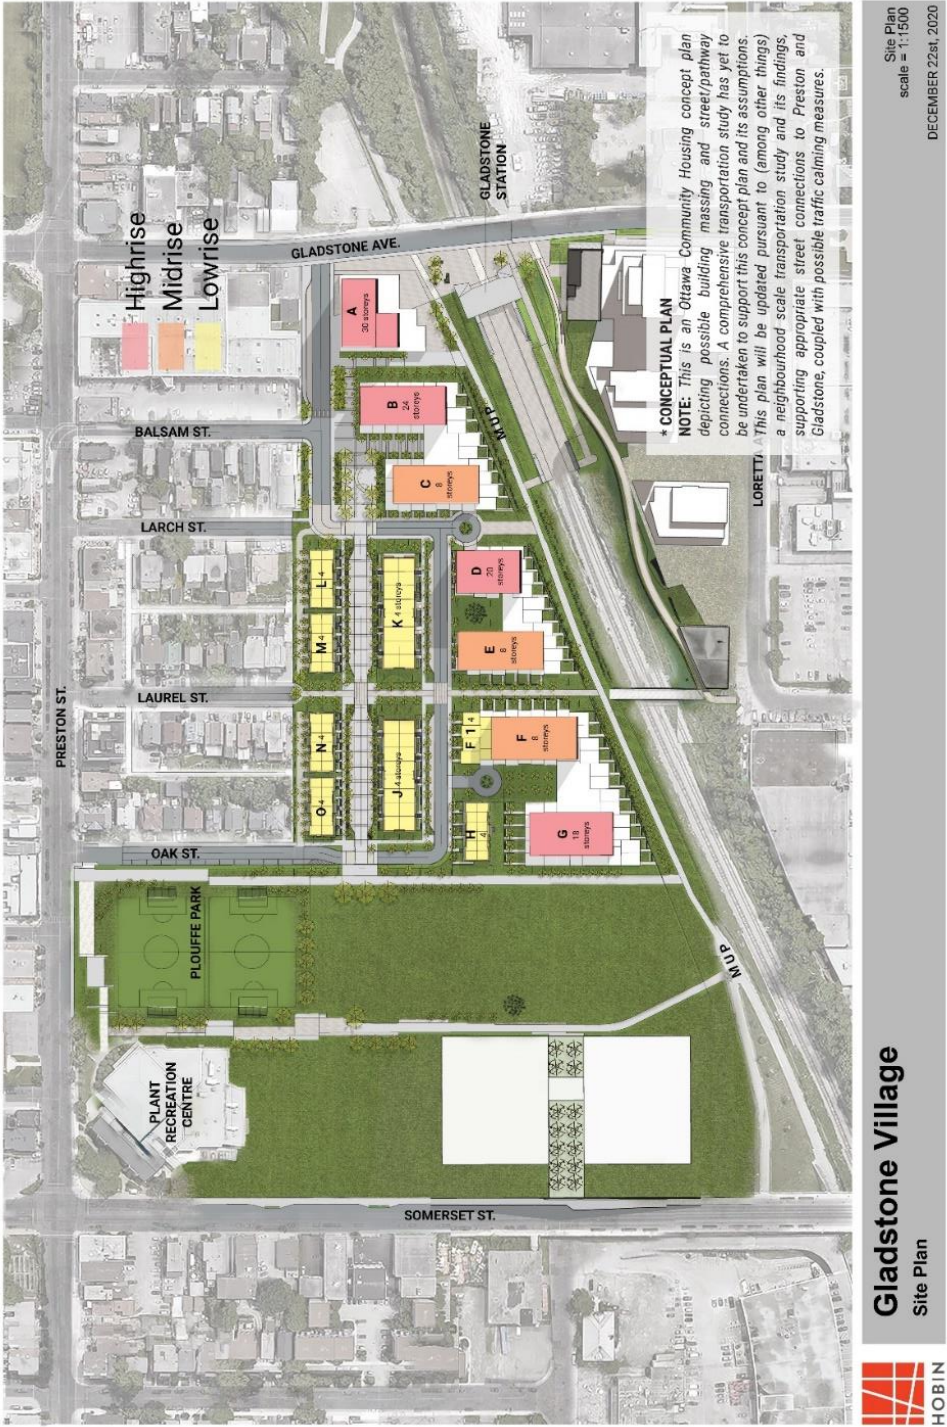 Highrise
Midrise
Lowrise
GLADSTONE AVE.
GLADSTONE
STATION
BALSAM ST.
LARCH ST.
LAUREL ST.
OAK ST.
PRESTON ST.
SOMERSET ST.
PLOUFFE PARK
PLANT
RECREATION
CENTRE
MUP
MUP
A
30 storeys
B
24
storeys
C
8
storeys
D
20
storeys
E
8
storeys
F
8
storeys
F 1 4
G
18
storeys
H
4
J 4 storeys
K 4 storeys
L 4
M 4
N 4
O 4
* CONCEPTUAL PLAN
NOTE: This is an Ottawa Community Housing concept plan
depicting possible building massing and street/pathway
connections. A comprehensive transportation study has yet to
be undertaken to support this concept plan and its assumptions.
This plan will be updated pursuant to (among other things)
a neighbourhood scale transportation study and its findings,
supporting appropriate street connections to Preston and
Gladstone, coupled with possible traffic calming measures.
LORETTA A
Gladstone Village
Site Plan
Site Plan
scale = 1:1500
DECEMBER 22st, 2020
HOBIN